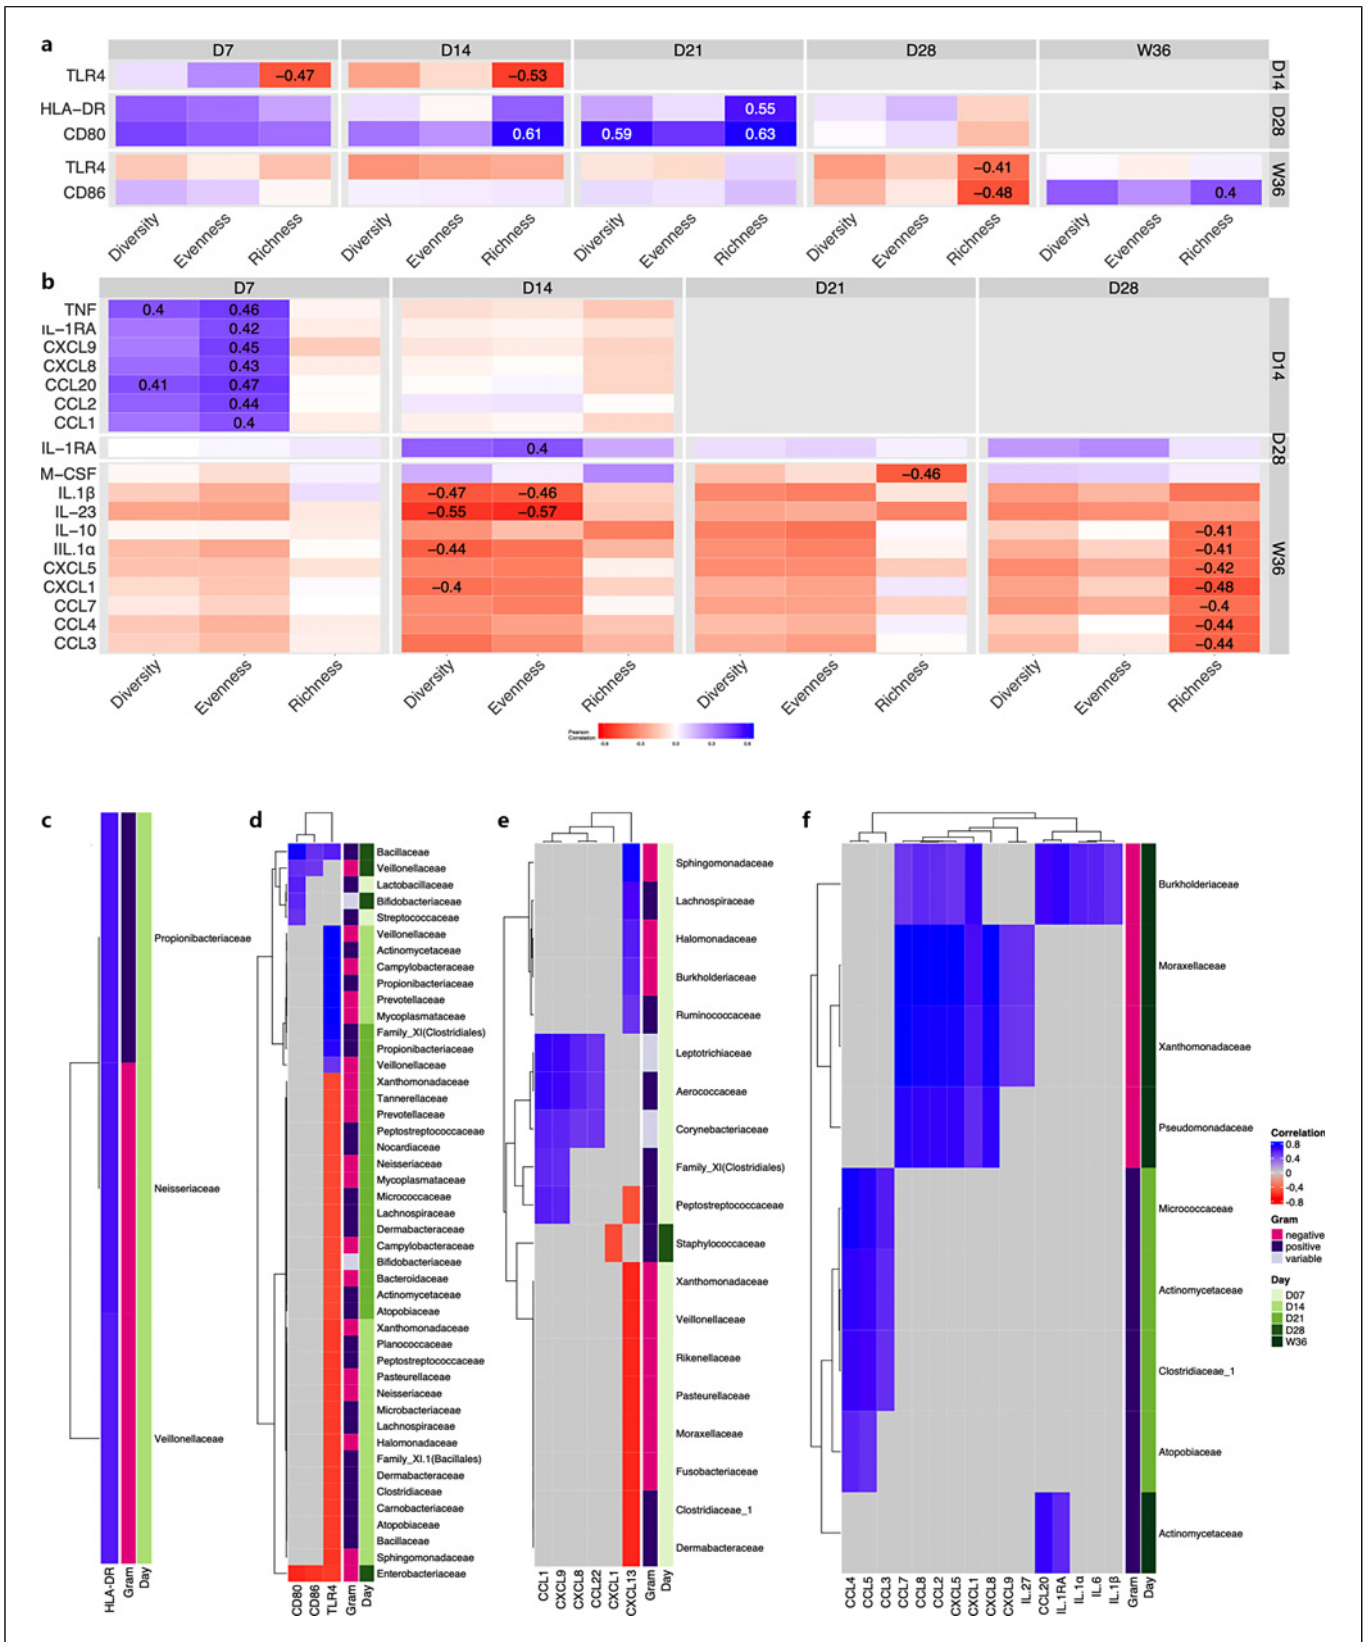 a
D7 D14 D21 D28 W36
TLR4 −0.47 −0.53 D14
HLA−DR 0.55 D28
CD80 0.61 0.59 0.63
TLR4 −0.41 W36
CD86 −0.48 0.4
Diversity Evenness Richness Diversity Evenness Richness Diversity Evenness Richness Diversity Evenness Richness Diversity Evenness Richness
b
D7 D14 D21 D28
TNF 0.4 0.46 D14
IL−1RA 0.42
CXCL9 0.45
CXCL8 0.43
CCL20 0.41 0.47
CCL2 0.44
CCL1 0.4
IL−1RA 0.4 D28
M−CSF −0.46 W36
IL.1β −0.47 −0.46
IL−23 −0.55 −0.57
IL−10 −0.41
IIL.1α −0.44 −0.41
CXCL5 −0.42
CXCL1 −0.4 −0.48
CCL7 −0.4
CCL4 −0.44
CCL3 −0.44
Diversity Evenness Richness Diversity Evenness Richness Diversity Evenness Richness Diversity Evenness Richness
Pearson
Correlation
-0.6 -0.3 0.0 0.3 0.6
c
Propionibacteriaceae
Neisseriaceae
Veillonellaceae
HLA-DR Gram Day
d
Bacillaceae
Veillonellaceae
Lactobacillaceae
Bifidobacteriaceae
Streptococcaceae
Veillonellaceae
Actinomycetaceae
Campylobacteraceae
Propionibacteriaceae
Prevotellaceae
Mycoplasmataceae
Family_XI(Clostridiales)
Propionibacteriaceae
Veillonellaceae
Xanthomonadaceae
Tannerellaceae
Prevotellaceae
Peptostreptococcaceae
Nocardiaceae
Neisseriaceae
Mycoplasmataceae
Micrococcaceae
Lachnospiraceae
Dermabacteraceae
Campylobacteraceae
Bifidobacteriaceae
Bacteroidaceae
Actinomycetaceae
Atopobiaceae
Xanthomonadaceae
Planococcaceae
Peptostreptococcaceae
Pasteurellaceae
Neisseriaceae
Microbacteriaceae
Lachnospiraceae
Halomonadaceae
Family_XI.1(Bacillales)
Dermabacteraceae
Clostridiaceae
Carnobacteriaceae
Atopobiaceae
Bacillaceae
Sphingomonadaceae
Enterobacteriaceae
CD80 CD86 TLR4 Gram Day
e
Sphingomonadaceae
Lachnospiraceae
Halomonadaceae
Burkholderiaceae
Ruminococcaceae
Leptotrichiaceae
Aerococcaceae
Corynebacteriaceae
Family_XI(Clostridiales)
Peptostreptococcaceae
Staphylococcaceae
Xanthomonadaceae
Veillonellaceae
Rikenellaceae
Pasteurellaceae
Moraxellaceae
Fusobacteriaceae
Clostridiaceae_1
Dermabacteraceae
CCL1 CXCL9 CXCL8 CCL22 CXCL1 CXCL13 Gram Day
f
Burkholderiaceae
Moraxellaceae
Xanthomonadaceae
Pseudomonadaceae
Micrococcaceae
Actinomycetaceae
Clostridiaceae_1
Atopobiaceae
Actinomycetaceae
CCL4 CCL5 CCL3 CCL7 CCL8 CCL2 CXCL5 CXCL1 CXCL8 CXCL9 IL.27 CCL20 IL.1RA IL.1α IL.6 IL.1β Gram Day
Correlation
0.8
0.4
0
-0,4
-0.8
Gram
negative
positive
variable
Day
D07
D14
D21
D28
W36